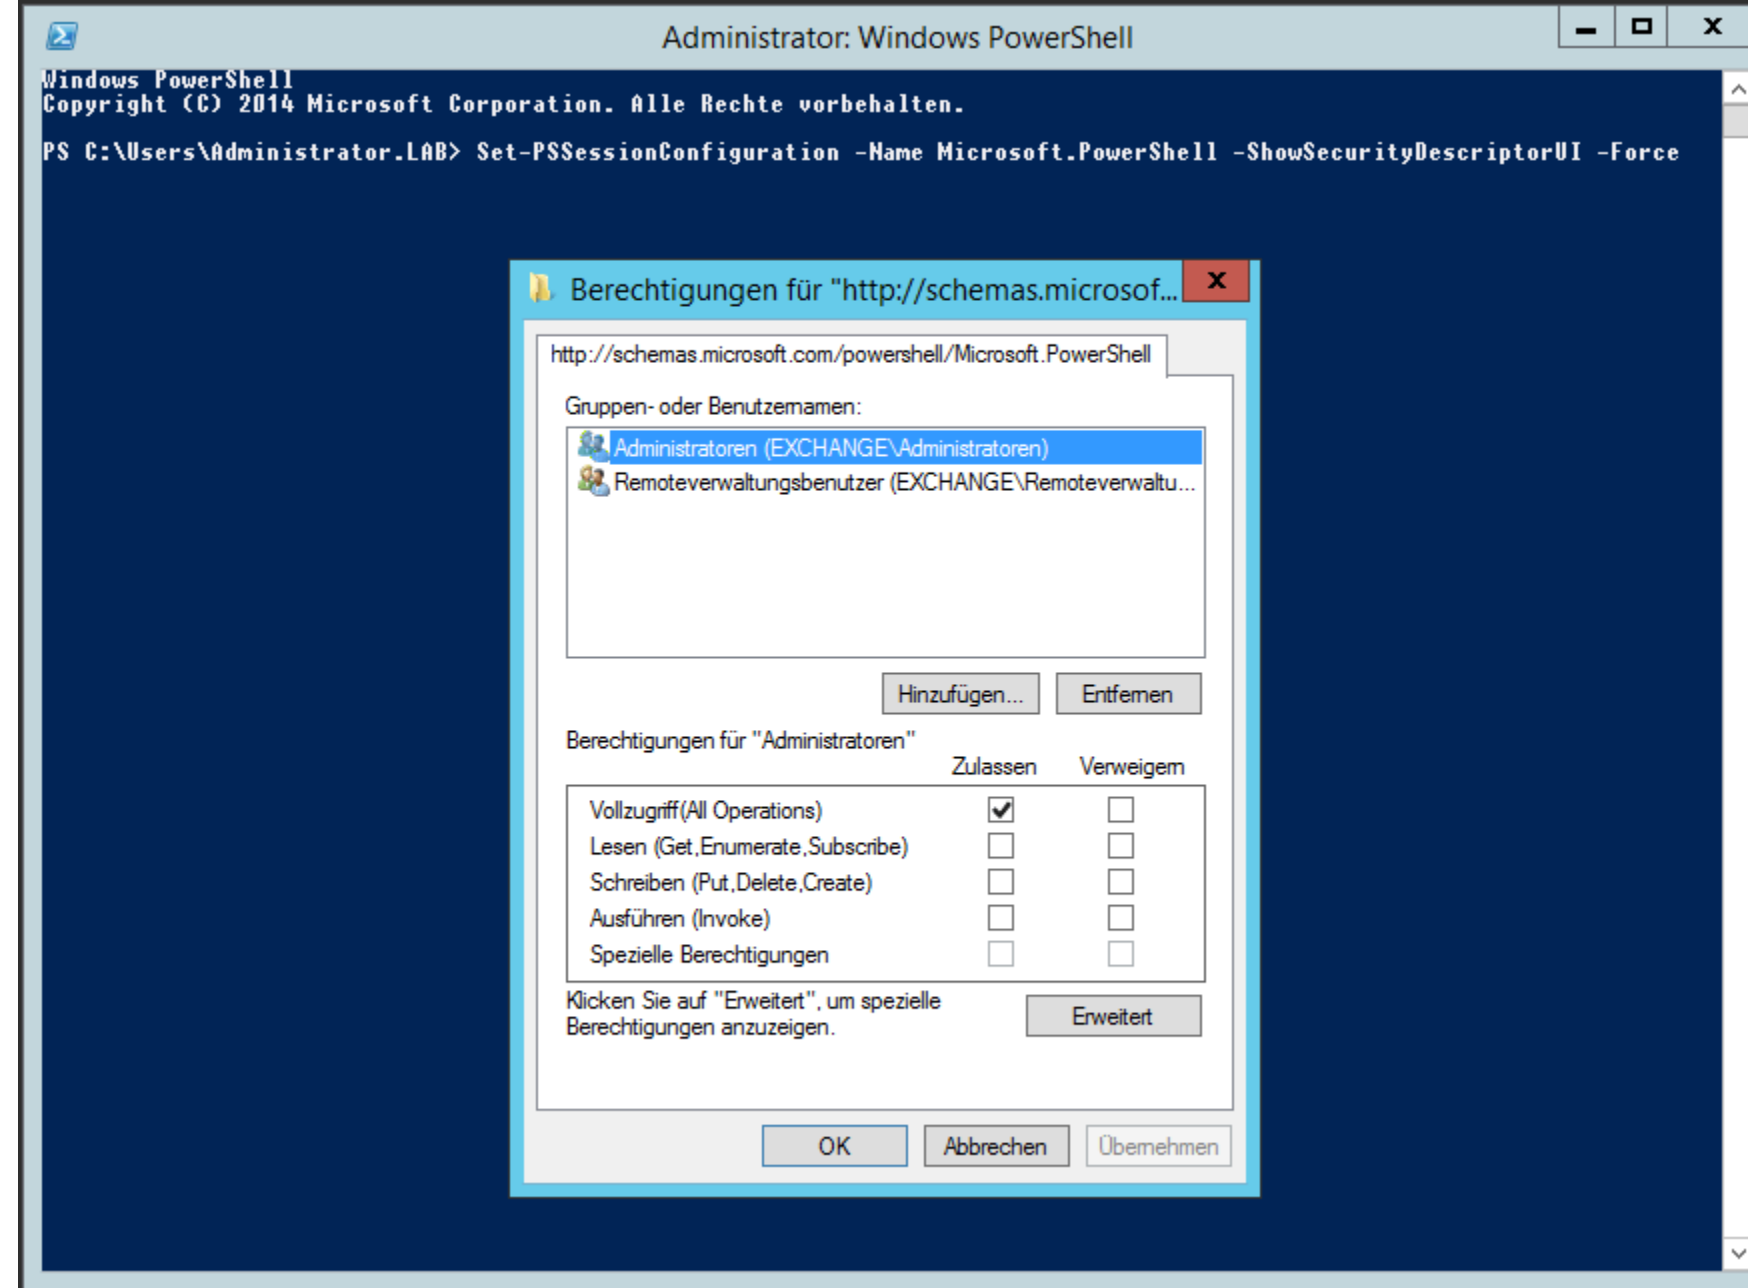 Administrator: Windows PowerShell
Windows PowerShell
Copyright (C) 2014 Microsoft Corporation. Alle Rechte vorbehalten.
PS C:\Users\Administrator.LAB> Set-PSSessionConfiguration -Name Microsoft.PowerShell -ShowSecurityDescriptorUI -Force
Berechtigungen für "http://schemas.microsof...
http://schemas.microsoft.com/powershell/Microsoft.PowerShell
Gruppen- oder Benutzernamen:
Administratoren (EXCHANGE\Administratoren)
Remoteverwaltungsbenutzer (EXCHANGE\Remoteverwaltu...
Hinzufügen... Entfernen
Berechtigungen für "Administratoren"
Zulassen Verweigern
Vollzugriff(All Operations)
Lesen (Get,Enumerate,Subscribe)
Schreiben (Put,Delete,Create)
Ausführen (Invoke)
Spezielle Berechtigungen
Klicken Sie auf "Erweitert", um spezielle
Berechtigungen anzuzeigen.
Erweitert
OK Abbrechen Übernehmen